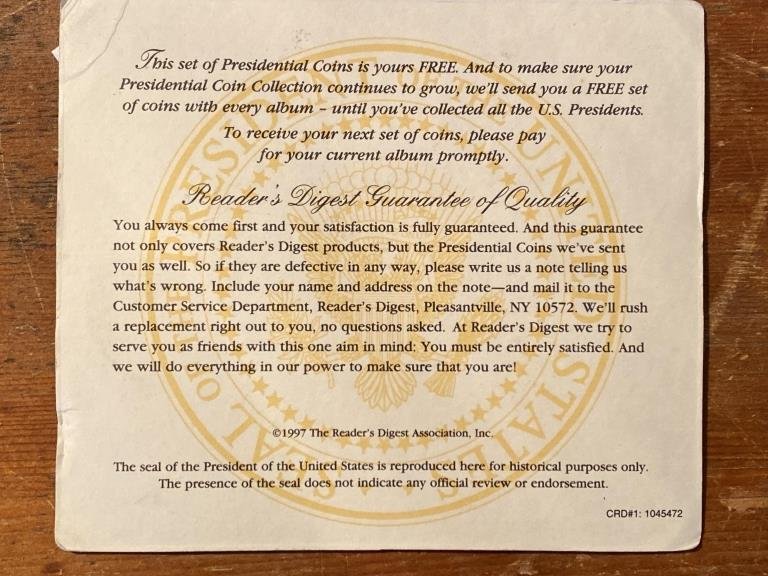 This set of Presidential Coins is yours FREE. And to make sure your
Presidential Coin Collection continues to grow, we'll send you a FREE set
of coins with every album – until you've collected all the U.S. Presidents.
To receive your next set of coins, please pay
for your current album promptly.
Reader's Digest Guarantee of Quality
You always come first and your satisfaction is fully guaranteed. And this guarantee
not only covers Reader's Digest products, but the Presidential Coins we've sent
you as well. So if they are defective in any way, please write us a note telling us
what's wrong. Include your name and address on the note—and mail it to the
Customer Service Department, Reader's Digest, Pleasantville, NY 10572. We'll rush
a replacement right out to you, no questions asked. At Reader's Digest we try to
serve you as friends with this one aim in mind: You must be entirely satisfied. And
we will do everything in our power to make sure that you are!
©1997 The Reader's Digest Association, Inc.
The seal of the President of the United States is reproduced here for historical purposes only.
The presence of the seal does not indicate any official review or endorsement.
CRD#1: 1045472
SEAL OF THE PRESIDENT OF THE UNITED STATES